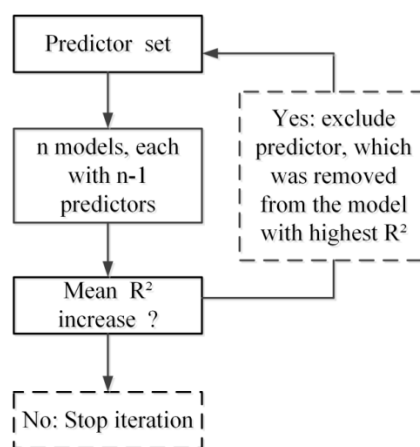 Predictor set
n models, each
with n-1
predictors
Mean R²
increase ?
No: Stop iteration
Yes: exclude
predictor, which
was removed
from the model
with highest R²